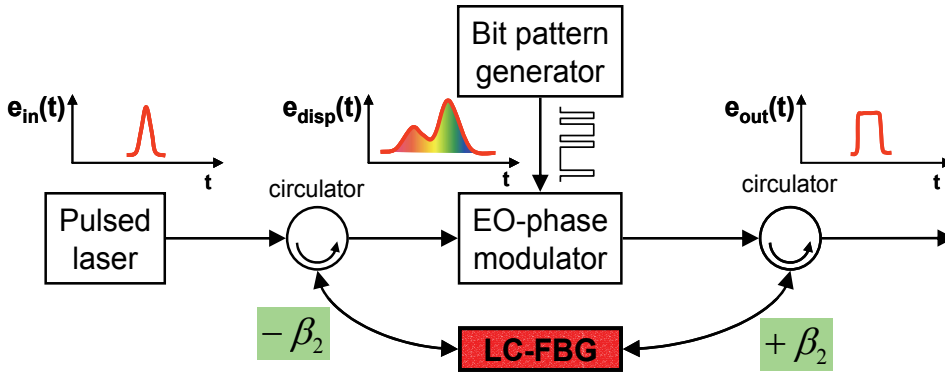 Bit pattern
generator
e_in(t)
t
e_disp(t)
t
e_out(t)
t
circulator
circulator
Pulsed
laser
EO-phase
modulator
− β₂
LC-FBG
+ β₂